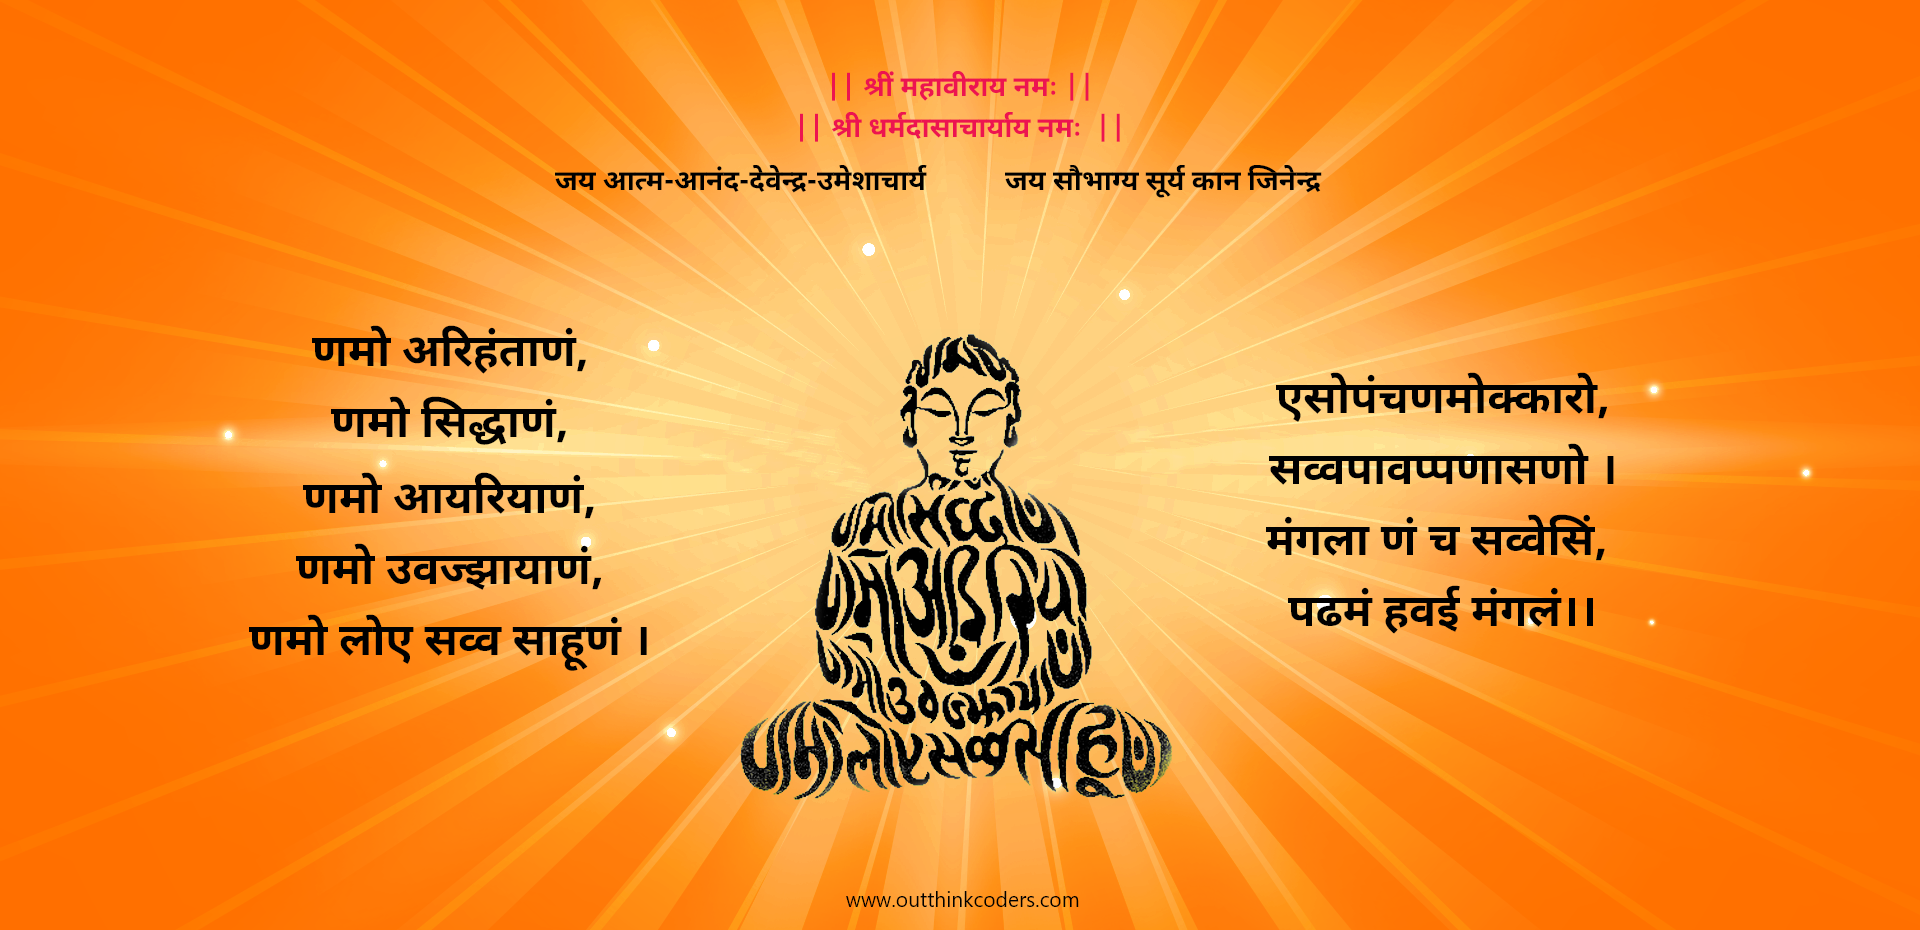 || श्रीं महावीराय नमः ||
|| श्री धर्मदासाचार्याय नमः ||
जय आत्म-आनंद-देवेन्द्र-उमेशाचार्य जय सौभाग्य सूर्य कान जिनेन्द्र
णमो अरिहंताणं,
णमो सिद्धाणं,
णमो आयरियाणं,
णमो उवज्झायाणं,
णमो लोए सव्व साहूणं ।
एसोपंचणमोक्कारो,
सव्वपावप्पणासणो ।
मंगला णं च सव्वेसिं,
पढमं हवई मंगलं।।
णमो सिद्धाणं
णमो आइरिया
णमो उवज्झाया
णमो लोए सव्व साहूणं
www.outthinkcoders.com